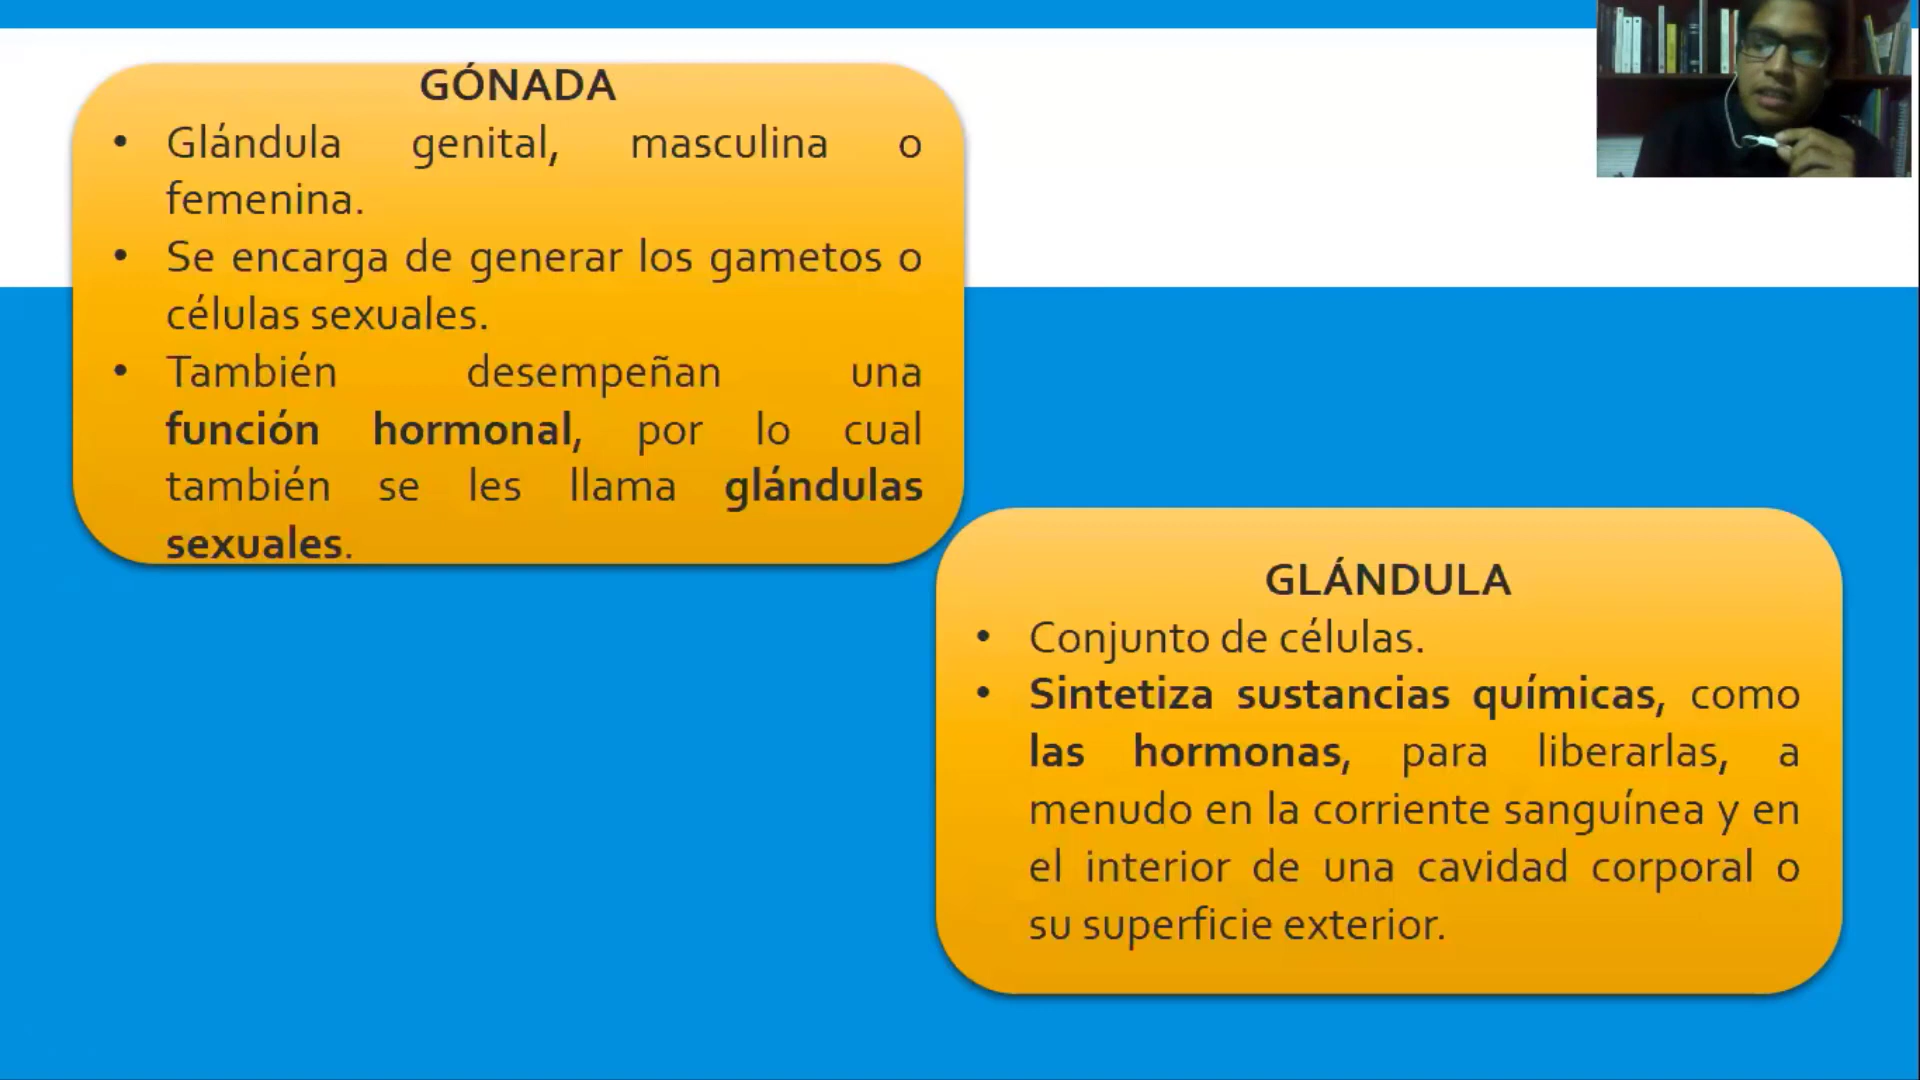 GÓNADA
• Glándula genital, masculina o
femenina.
• Se encarga de generar los gametos o
células sexuales.
• También desempeñan una
función hormonal, por lo cual
también se les llama glándulas
sexuales.
GLÁNDULA
• Conjunto de células.
• Sintetiza sustancias químicas, como
las hormonas, para liberarlas, a
menudo en la corriente sanguínea y en
el interior de una cavidad corporal o
su superficie exterior.